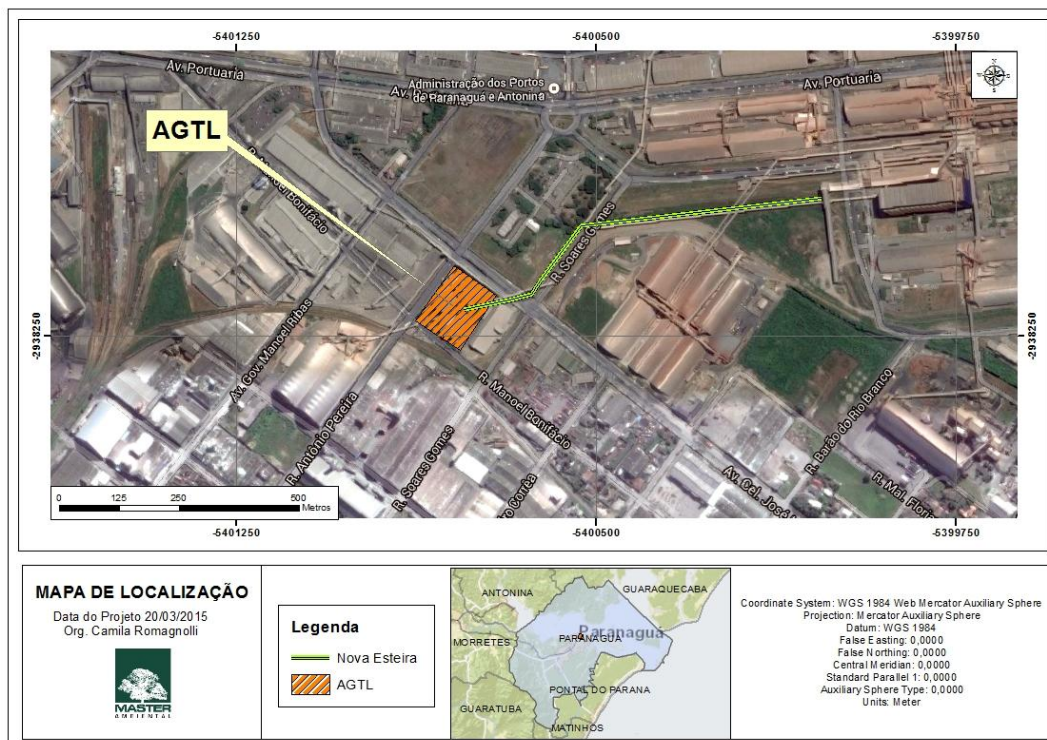 -5401250
-5400500
-5399750
Av. Portuaria
Administração dos Portos
de Paranaguá e Antonina
Av. Portuaria
AGTL
R. Manoel Bonifácio
R. Soares Gomes
-2938250
-2938250
Av. Gov. Manoel Ribas
R. Manoel Bonifácio
R. Antônio Pereira
R. Soares Gomes
R. Barão do Rio Branco
Av. Cel. José
R. Mal. Floria
0 125 250 500
Metros
-5401250
-5400500
-5399750
MAPA DE LOCALIZAÇÃO
Data do Projeto 20/03/2015
Org. Camila Romagnolli
MASTER
AMBIENTAL
Legenda
Nova Esteira
AGTL
ANTONINA
GUARAQUEÇABA
MORRETES
Paranaguá
PARANAGUÁ
PONTAL DO PARANÁ
GUARATUBA
MATINHOS
Coordinate System: WGS 1984 Web Mercator Auxiliary Sphere
Projection: Mercator Auxiliary Sphere
Datum: WGS 1984
False Easting: 0,0000
False Northing: 0,0000
Central Meridian: 0,0000
Standard Parallel 1: 0,0000
Auxiliary Sphere Type: 0,0000
Units: Meter